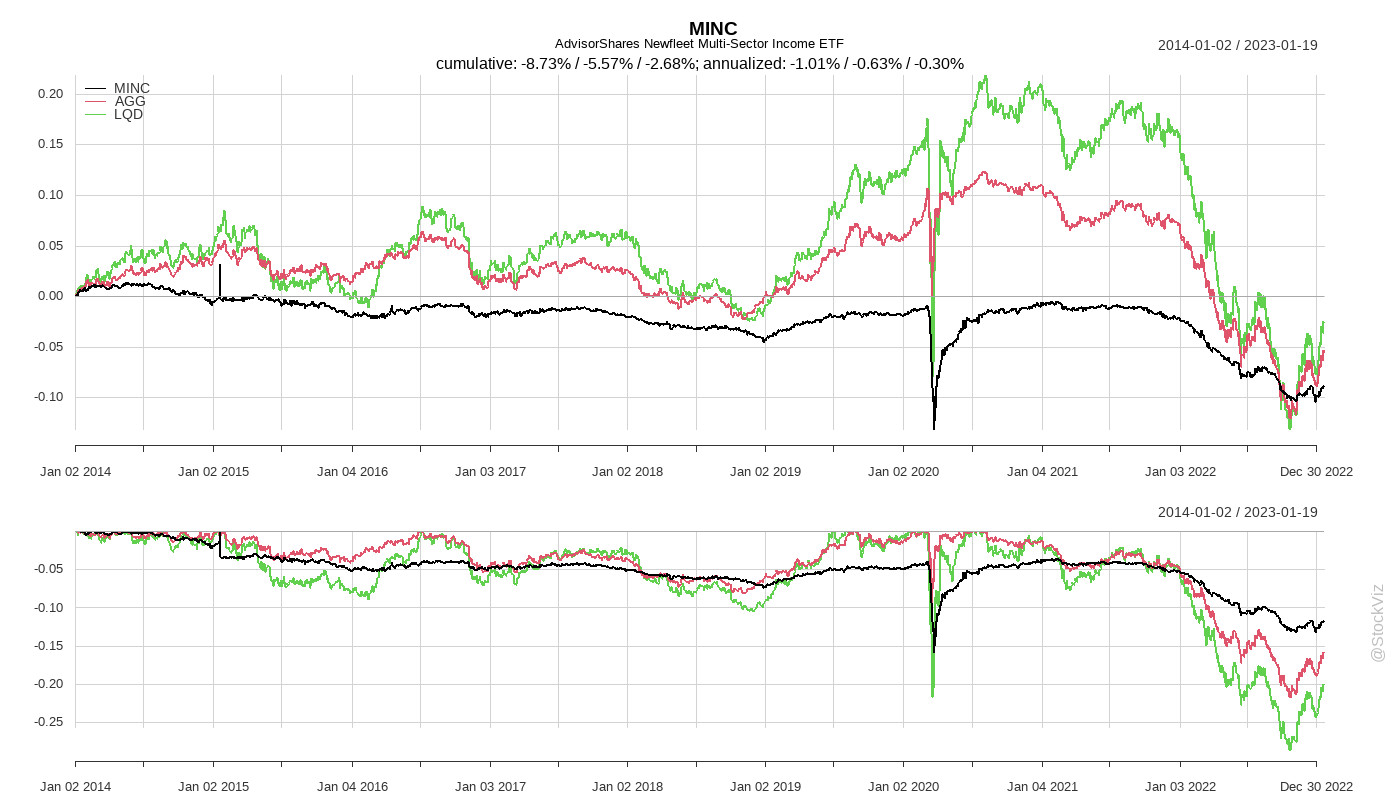 MINC
AdvisorShares Newfleet Multi-Sector Income ETF
2014-01-02 / 2023-01-19
cumulative: -8.73% / -5.57% / -2.68%; annualized: -1.01% / -0.63% / -0.30%
MINC
AGG
LQD
0.20
0.15
0.10
0.05
0.00
-0.05
-0.10
Jan 02 2014 Jan 02 2015 Jan 04 2016 Jan 03 2017 Jan 02 2018 Jan 02 2019 Jan 02 2020 Jan 04 2021 Jan 03 2022 Dec 30 2022
2014-01-02 / 2023-01-19
-0.05
-0.10
-0.15
-0.20
-0.25
Jan 02 2014 Jan 02 2015 Jan 04 2016 Jan 03 2017 Jan 02 2018 Jan 02 2019 Jan 02 2020 Jan 04 2021 Jan 03 2022 Dec 30 2022
@StockViz